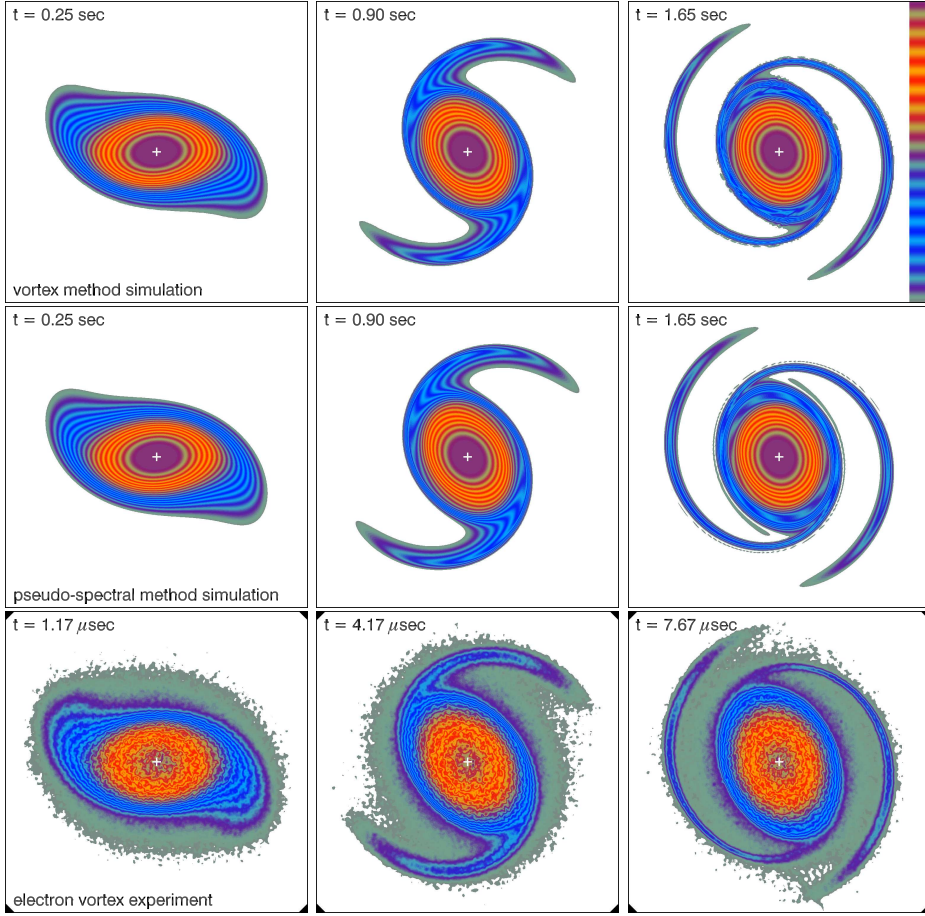 t = 0.25 sec
t = 0.90 sec
t = 1.65 sec
vortex method simulation
t = 0.25 sec
t = 0.90 sec
t = 1.65 sec
pseudo-spectral method simulation
t = 1.17 μsec
t = 4.17 μsec
t = 7.67 μsec
electron vortex experiment